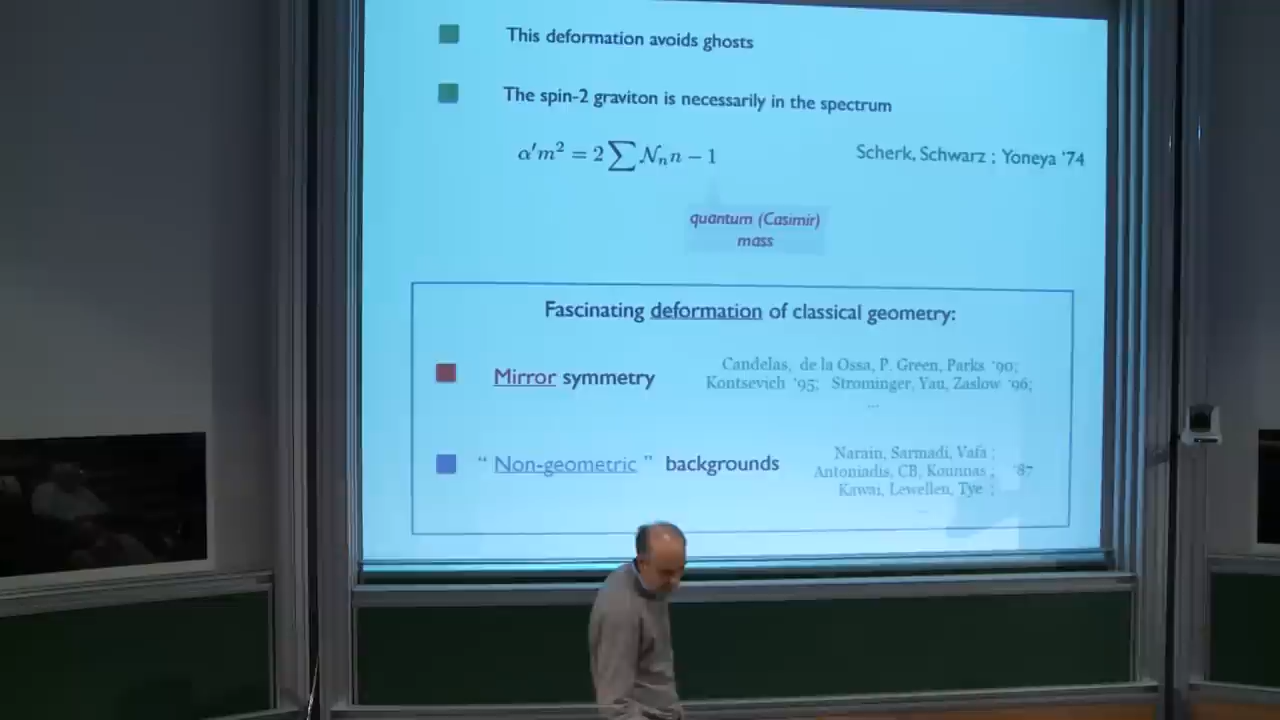 This deformation avoids ghosts
The spin-2 graviton is necessarily in the spectrum
α′m² = 2∑Nₙn − 1
Scherk, Schwarz ; Yoneya ‘74
quantum (Casimir)
mass
Fascinating deformation of classical geometry:
Mirror symmetry
Candelas, de la Ossa, P. Green, Parks ‘90;
Kontsevich ‘95; Strominger, Yau, Zaslow ‘96;
...
“ Non-geometric ” backgrounds
Narain, Sarmadi, Vafa ;
Antoniadis, CB, Kounnas ; ‘87
Kawai, Lewellen, Tye ;
...